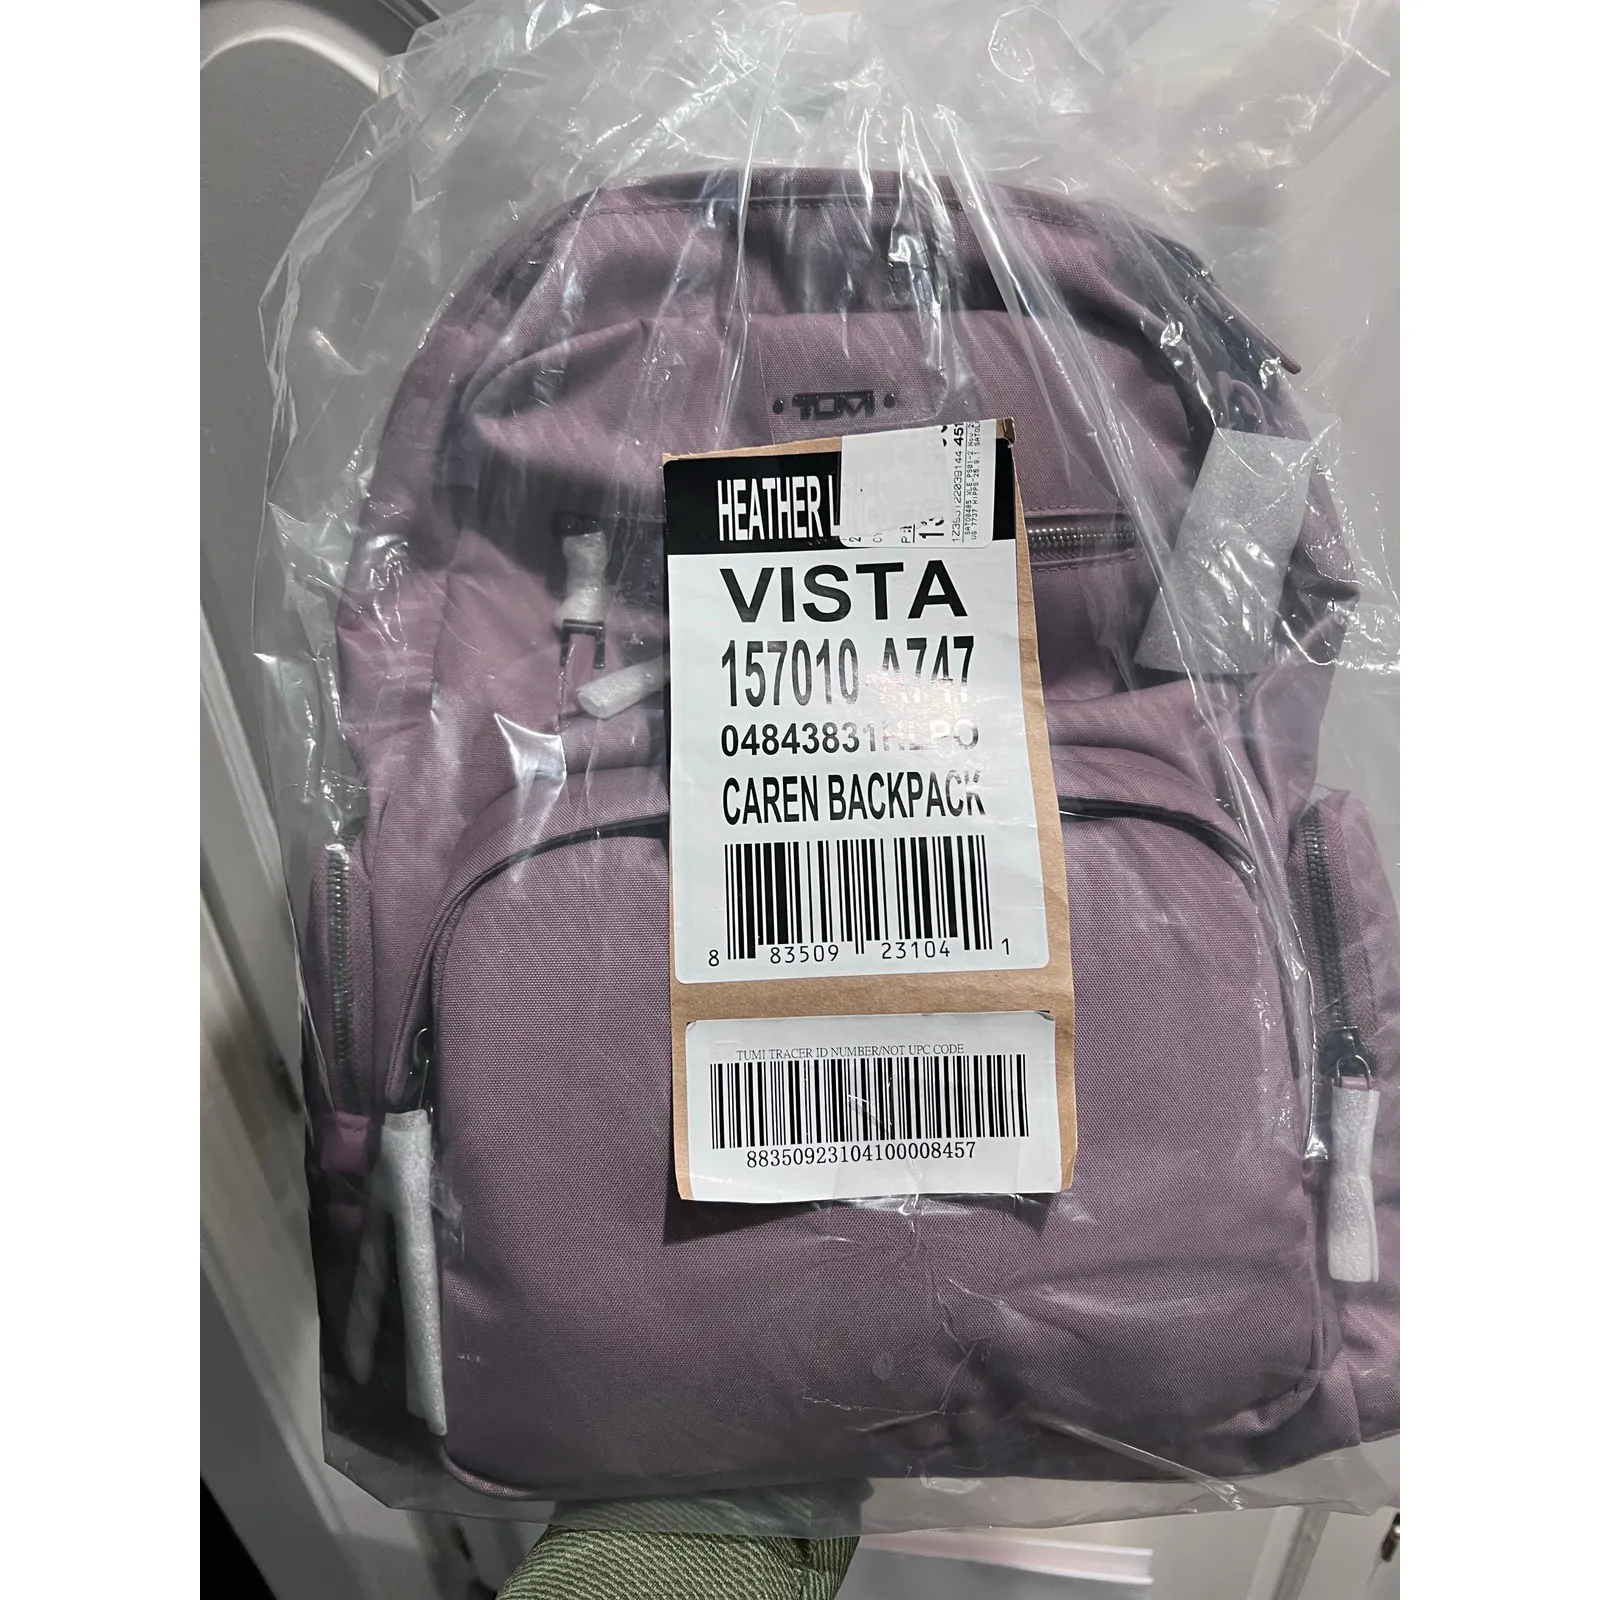 TUMI
HEATHER
VISTA
157010-A747
04843831HLPO
CAREN BACKPACK
8 83509 23104 1
TUMI TRACER ID NUMBER/NOT UPC CODE
88350923104100008457